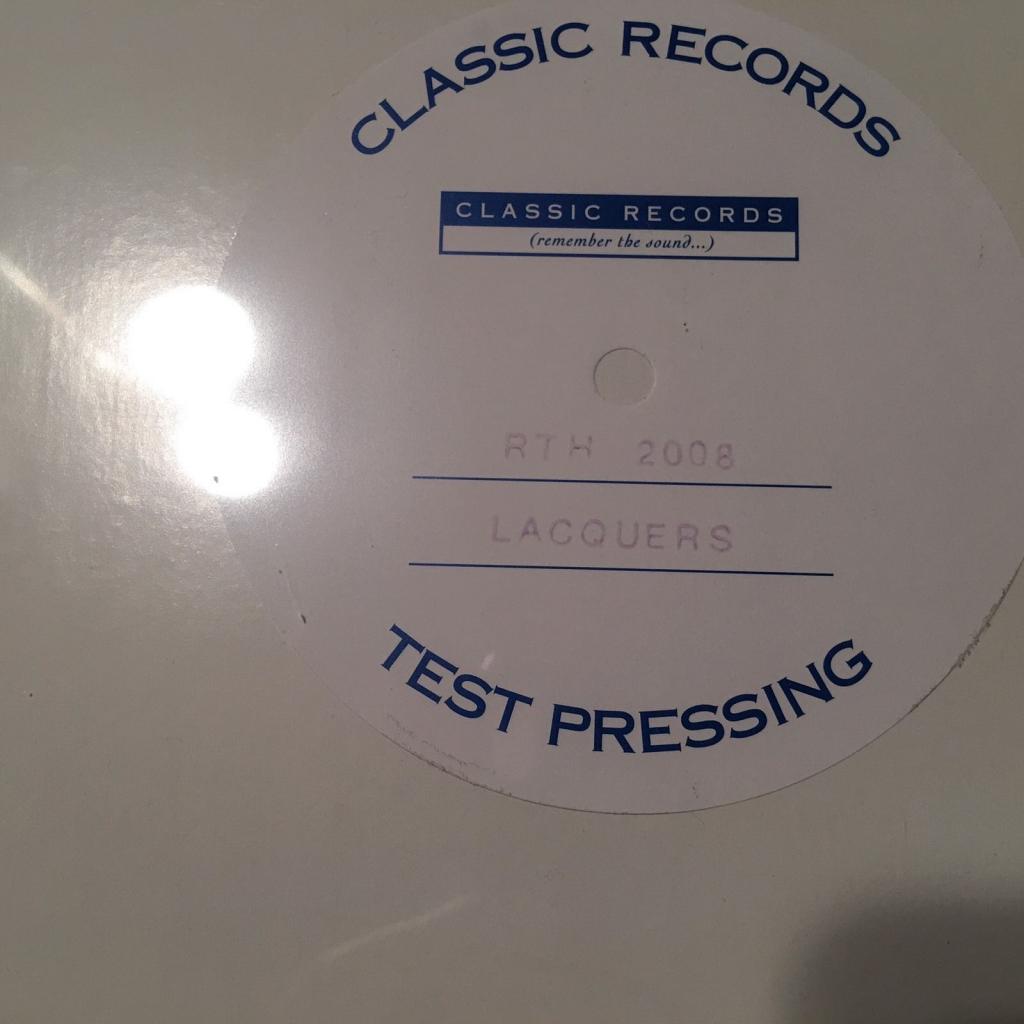 CLASSIC RECORDS
CLASSIC RECORDS
(remember the sound...)
RTH 2008
LACQUERS
TEST PRESSING